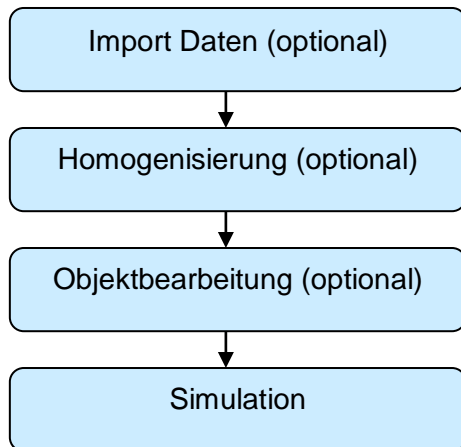 Import Daten (optional)
Homogenisierung (optional)
Objektbearbeitung (optional)
Simulation